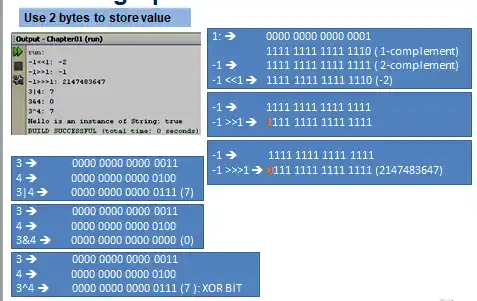 Use 2 bytes to store value
Output - Chapter01 (run)
run:
-1<<1: -2
-1>>1: -1
-1>>>1: 2147483647
3|4: 7
3&4: 0
3^4: 7
Hello is an instance of String: true
BUILD SUCCESSFUL (total time: 0 seconds)
1: → 0000 0000 0000 0001
1111 1111 1111 1110 ( 1-complement)
-1 → 1111 1111 1111 1111 ( 2-complement)
-1 <<1 → 1111 1111 1111 1110 (-2)
-1 → 1111 1111 1111 1111
-1 >>1 → 1111 1111 1111 1111
-1 → 1111 1111 1111 1111
-1 >>>1 → 0111 1111 1111 1111 (2147483647)
3 → 0000 0000 0000 0011
4 → 0000 0000 0000 0100
3|4 → 0000 0000 0000 0111 (7)
3 → 0000 0000 0000 0011
4 → 0000 0000 0000 0100
3&4 → 0000 0000 0000 0000 (0)
3 → 0000 0000 0000 0011
4 → 0000 0000 0000 0100
3^4 → 0000 0000 0000 0111 (7 ): XOR BIT